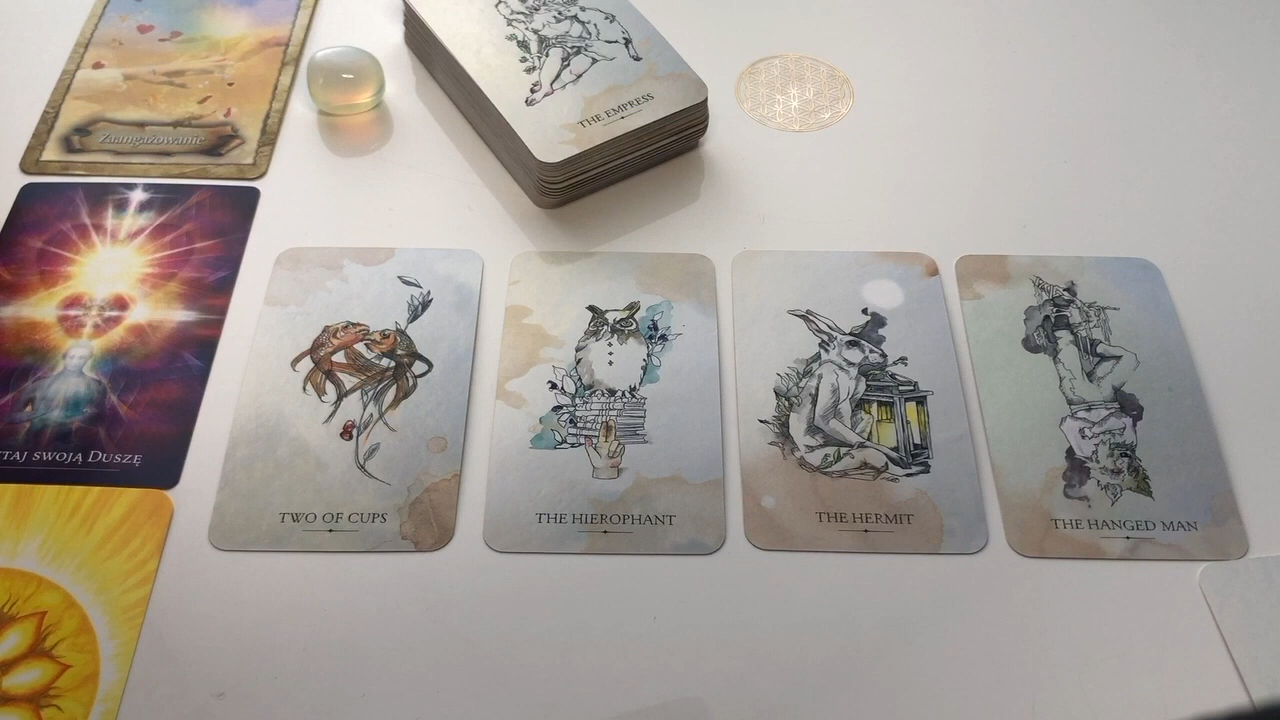 Zaangażowanie
THE EMPRESS
TAJ SWOJĄ DUSZĘ
TWO OF CUPS
THE HIEROPHANT
THE HERMIT
THE HANGED MAN